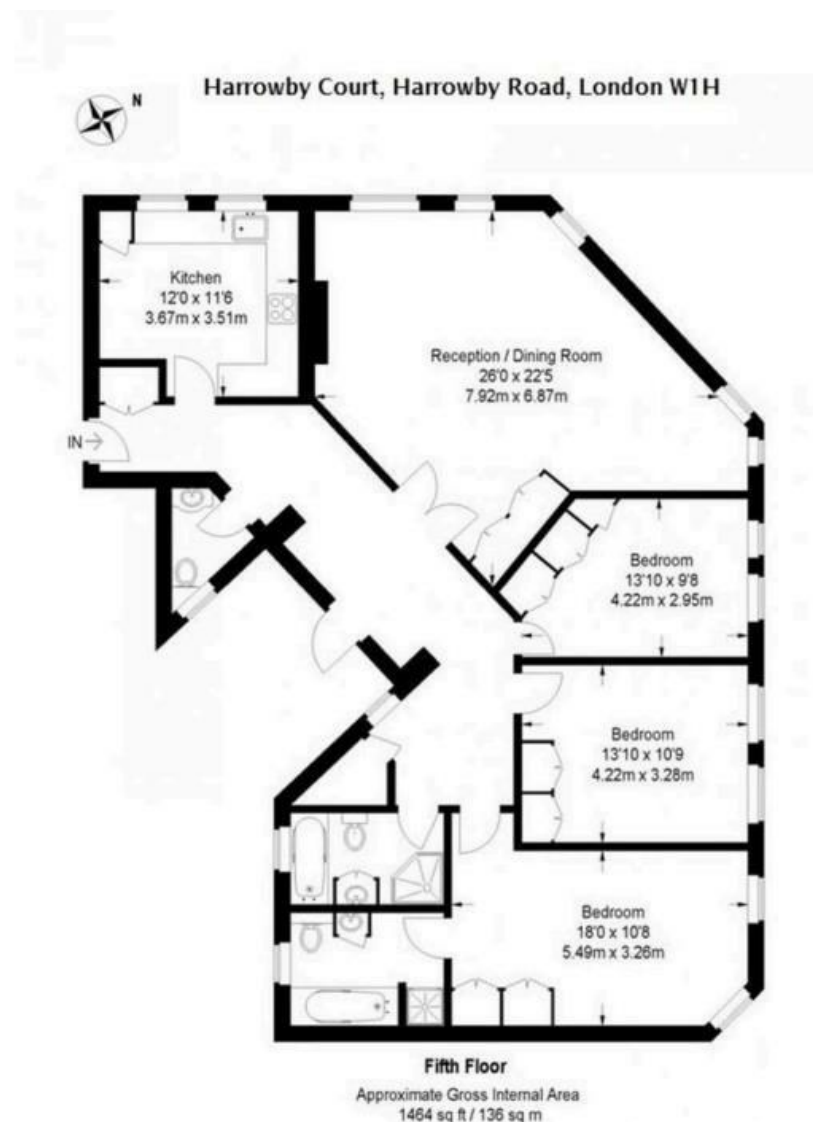 Harrowby Court, Harrowby Road, London W1H
N
Kitchen
12'0 x 11'6
3.67m x 3.51m
Reception / Dining Room
26'0 x 22'5
7.92m x 6.87m
IN
Bedroom
13'10 x 9'8
4.22m x 2.95m
Bedroom
13'10 x 10'9
4.22m x 3.28m
Bedroom
18'0 x 10'8
5.49m x 3.26m
Fifth Floor
Approximate Gross Internal Area
1464 sq ft / 136 sq m